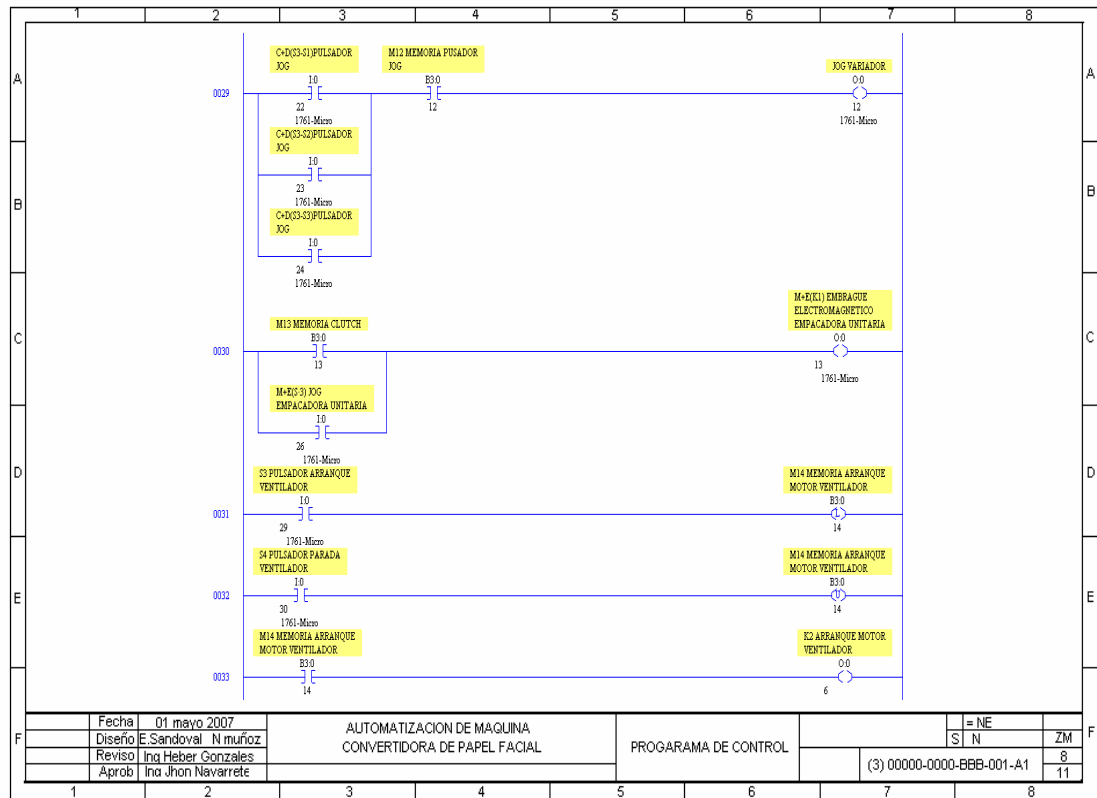 1 2 3 4 5 6 7 8
A A
C+D(S3-S1)PULSADOR
JOG
M12 MEMORIA PUSADOR
JOG
JOG VARIADOR
I:0
B3:0
O:0
0029
22
12
12
1761-Micro
1761-Micro
C+D(S3-S2)PULSADOR
JOG
I:0
23
1761-Micro
B B
C+D(S3-S3)PULSADOR
JOG
I:0
24
1761-Micro
C C
M+E(K1) EMBRAGUE
ELECTROMAGNETICO
EMPACADORA UNITARIA
M13 MEMORIA CLUTCH
B3:0
O:0
0030
13
13
1761-Micro
M+E(S-3) JOG
EMPACADORA UNITARIA
I:0
26
1761-Micro
D D
S3 PULSADOR ARRANQUE
VENTILADOR
M14 MEMORIA ARRANQUE
MOTOR VENTILADOR
I:0
B3:0
0031
L
29
14
1761-Micro
S4 PULSADOR PARADA
VENTILADOR
M14 MEMORIA ARRANQUE
MOTOR VENTILADOR
E E
I:0
B3:0
0032
U
30
14
1761-Micro
M14 MEMORIA ARRANQUE
MOTOR VENTILADOR
K2 ARRANQUE MOTOR
VENTILADOR
B3:0
O:0
0033
14
6
F F
Fecha 01 mayo 2007
Diseño E.Sandoval N muñoz
Reviso Ing Heber Gonzales
Aprob Ing Jhon Navarrete
AUTOMATIZACION DE MAQUINA
CONVERTIDORA DE PAPEL FACIAL
PROGARAMA DE CONTROL
= NE
S N ZM
(3) 00000-0000-BBB-001-A1
8
11
1 2 3 4 5 6 7 8